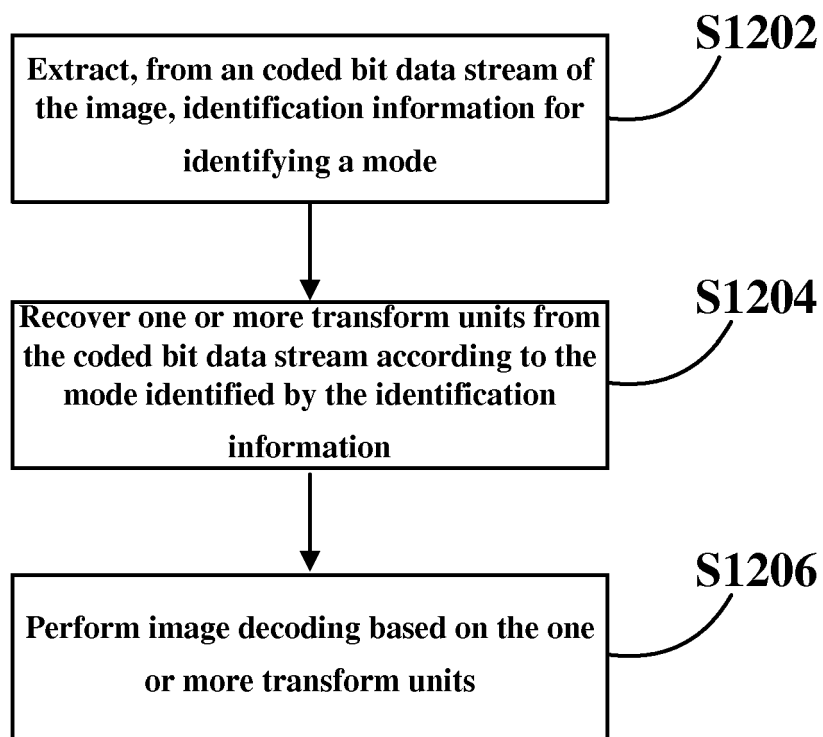 S1202
Extract, from an coded bit data stream of
the image, identification information for
identifying a mode
S1204
Recover one or more transform units from
the coded bit data stream according to the
mode identified by the identification
information
S1206
Perform image decoding based on the one
or more transform units